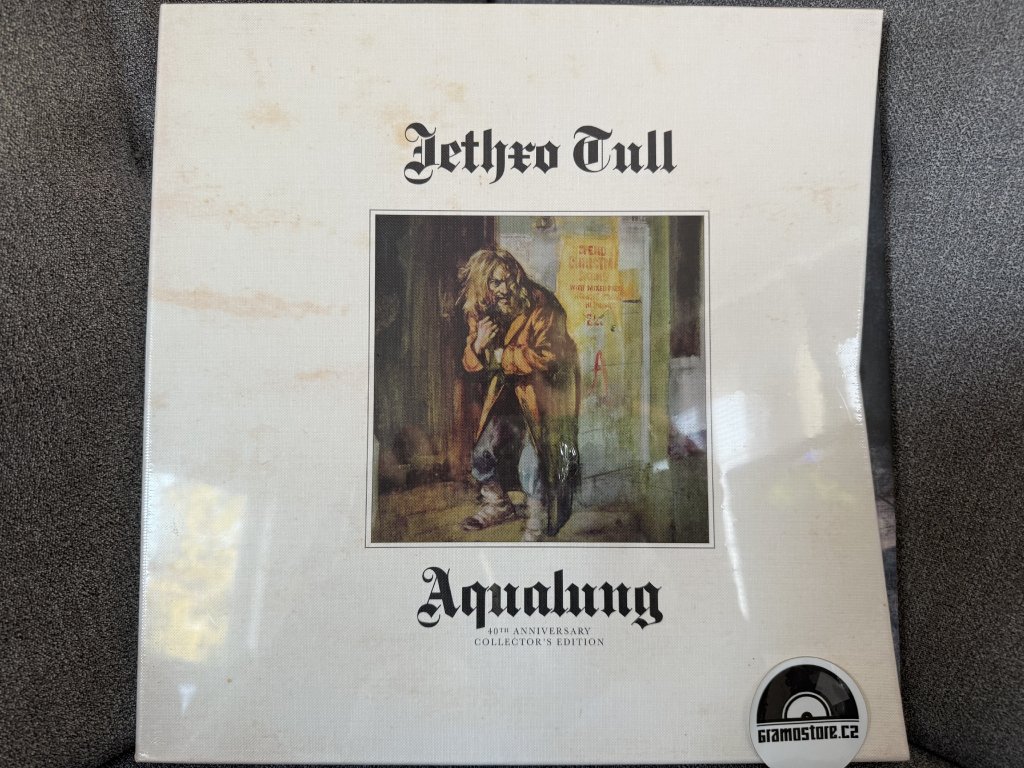 Jethro Tull
Aqualung
40TH ANNIVERSARY
COLLECTOR'S EDITION
Gramostore.cz